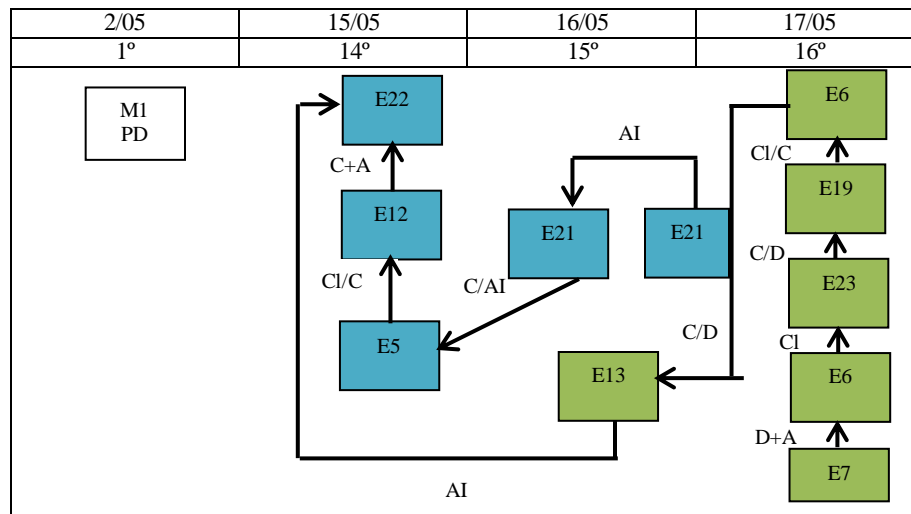 2/05 15/05 16/05 17/05
1º 14º 15º 16º
M1
PD
E22
E6
AI
C+A
Cl/C
E12
E19
E21
E21
C/D
Cl/C
C/AI
E23
E5
C/D
Cl
E13
E6
D+A
E7
AI